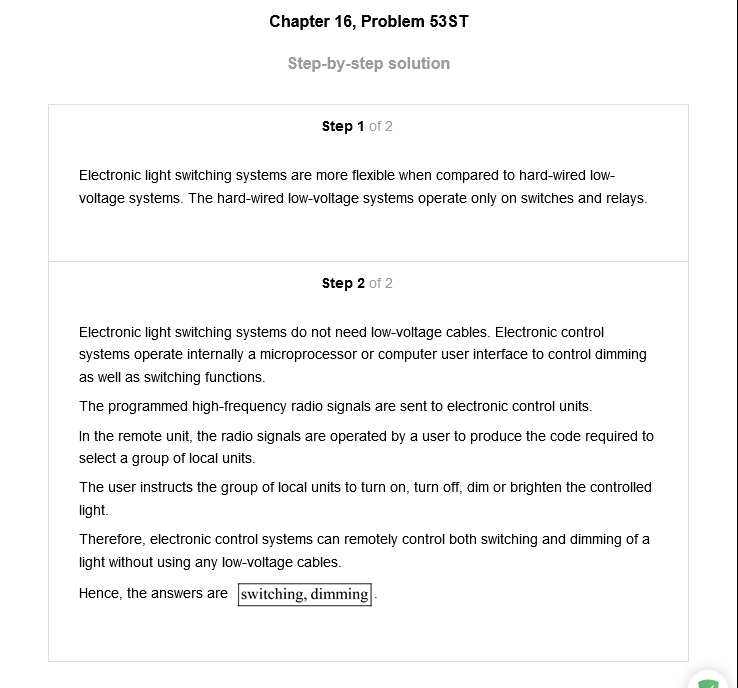 Chapter 16, Problem 53ST
Step-by-step solution
Step 1 of 2
Electronic light switching systems are more flexible when compared to hard-wired low-
voltage systems. The hard-wired low-voltage systems operate only on switches and relays.
Step 2 of 2
Electronic light switching systems do not need low-voltage cables. Electronic control
systems operate internally a microprocessor or computer user interface to control dimming
as well as switching functions.
The programmed high-frequency radio signals are sent to electronic control units.
In the remote unit, the radio signals are operated by a user to produce the code required to
select a group of local units.
The user instructs the group of local units to turn on, turn off, dim or brighten the controlled
light.
Therefore, electronic control systems can remotely control both switching and dimming of a
light without using any low-voltage cables.
Hence, the answers are switching, dimming.